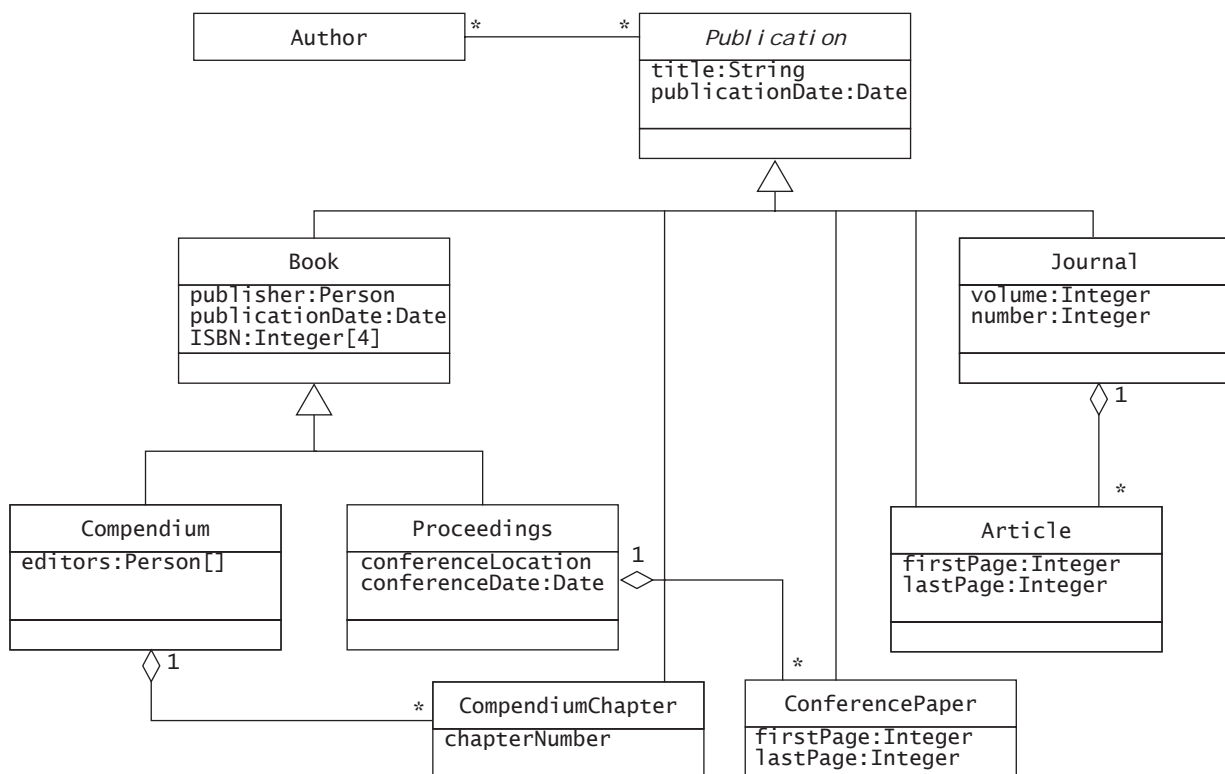 Author
*
*
Publication
title:String
publicationDate:Date
Book
publisher:Person
publicationDate:Date
ISBN:Integer[4]
Journal
volume:Integer
number:Integer
1
*
Compendium
editors:Person[]
Proceedings
conferenceLocation
conferenceDate:Date
1
Article
firstPage:Integer
lastPage:Integer
1
*
*
CompendiumChapter
chapterNumber
ConferencePaper
firstPage:Integer
lastPage:Integer